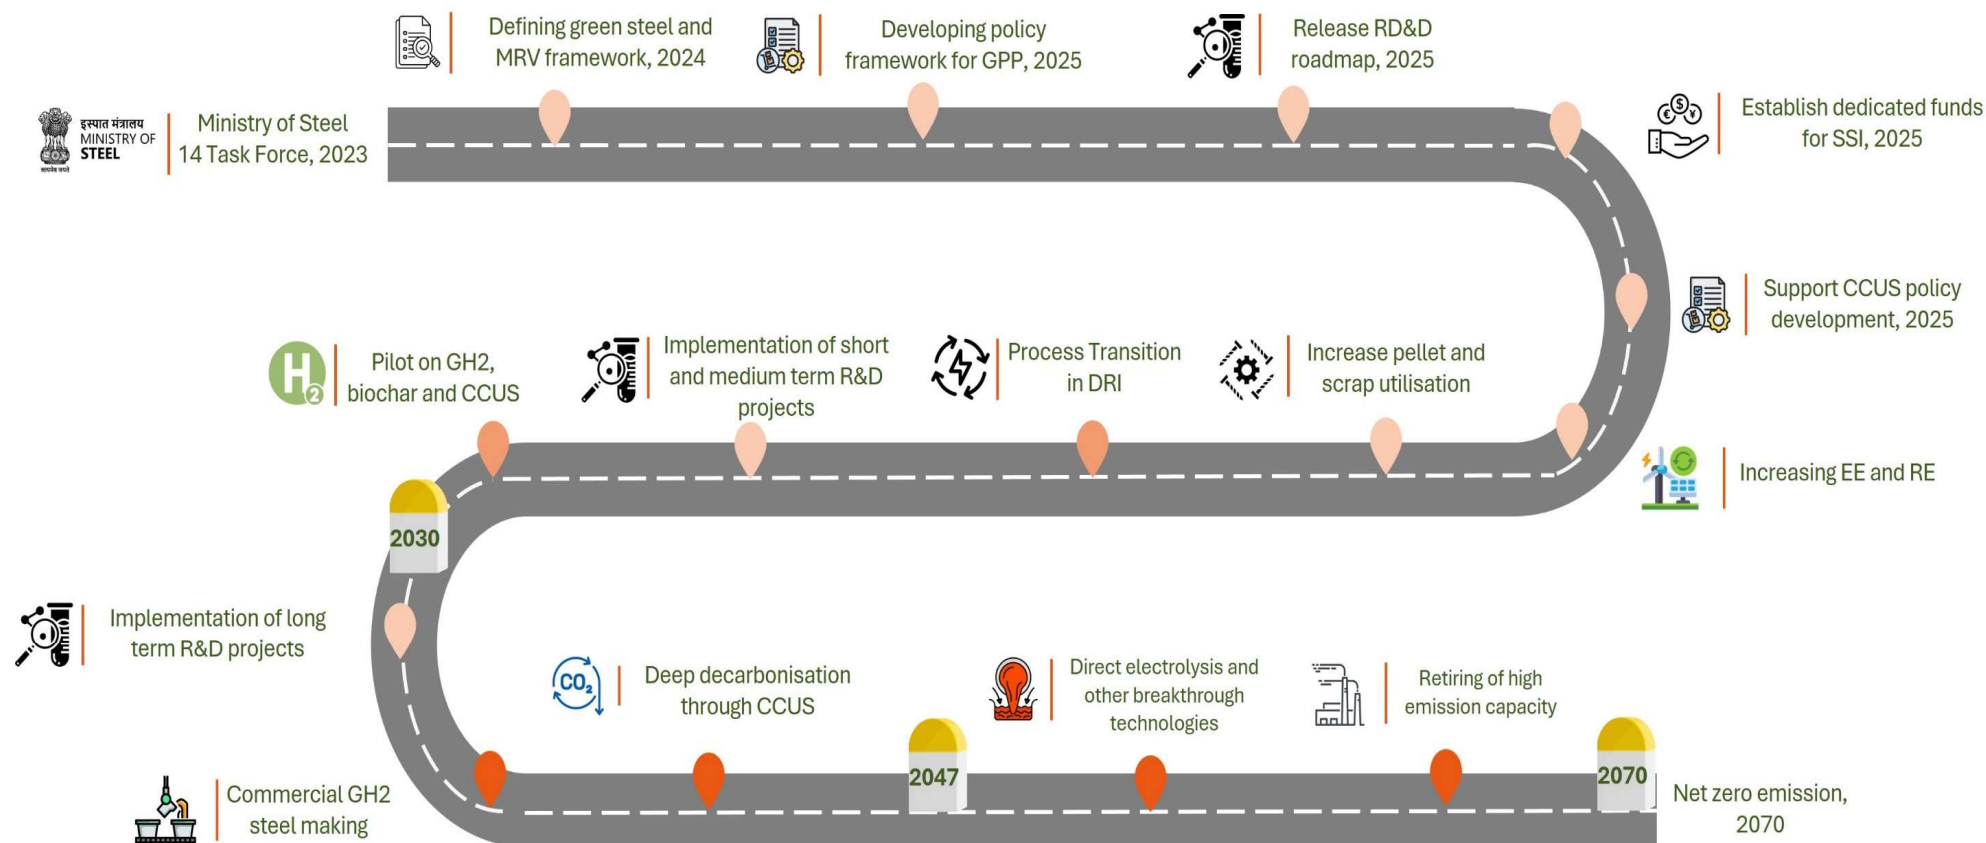 Defining green steel and
MRV framework, 2024
Developing policy
framework for GPP, 2025
Release RD&D
roadmap, 2025
इस्पात मंत्रालय
MINISTRY OF
STEEL
सत्यमेव जयते
Ministry of Steel
14 Task Force, 2023
Establish dedicated funds
for SSI, 2025
Support CCUS policy
development, 2025
Increasing EE and RE
Increase pellet and
scrap utilisation
Process Transition
in DRI
Implementation of short
and medium term R&D
projects
H2
Pilot on GH2,
biochar and CCUS
2030
Implementation of long
term R&D projects
Commercial GH2
steel making
CO2
Deep decarbonisation
through CCUS
2047
Direct electrolysis and
other breakthrough
technologies
Retiring of high
emission capacity
2070
Net zero emission,
2070